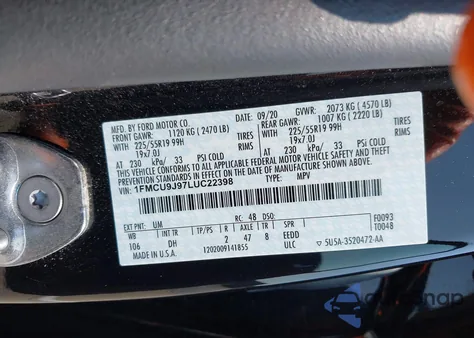 MFD. BY FORD MOTOR CO. 09/20 GVWR: 2073 KG ( 4570 LB)
FRONT GAWR: 1120 KG ( 2470 LB) REAR GAWR: 1007 KG ( 2220 LB)
225/55R19 99H TIRES 225/55R19 99H TIRES
19x7.0J RIMS 19x7.0J RIMS
AT 230 kPa/ 33 PSI COLD AT 230 kPa/ 33 PSI COLD
THIS VEHICLE CONFORMS TO ALL APPLICABLE FEDERAL MOTOR VEHICLE SAFETY AND THEFT PREVENTION STANDARDS IN EFFECT ON THE DATE OF MANUFACTURE SHOWN ABOVE.
VIN: 1FMCU9J97LUC22398 TYPE: MPV
EXT PNT: UM RC: 48 DSO: F0093
WB INT TR TP/PS R AXLE TR SPR T0048
106 DH 2 47 8 FEDD
MADE IN U.S.A. 1202009141855 ULC 5U5A-3520472-AA